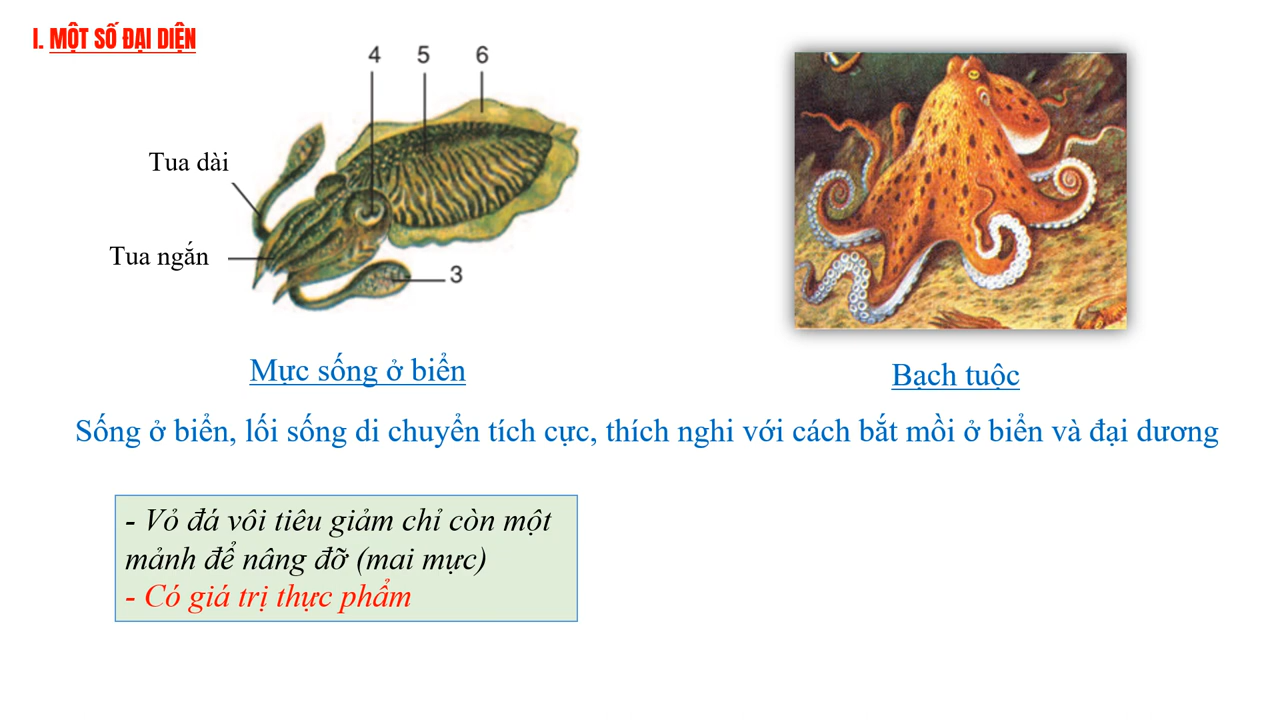 I. MỘT SỐ ĐẠI DIỆN
4 5 6
Tua dài
Tua ngắn
3
Mực sống ở biển
Bạch tuộc
Sống ở biển, lối sống di chuyển tích cực, thích nghi với cách bắt mồi ở biển và đại dương
- Vỏ đá vôi tiêu giảm chỉ còn một
mảnh để nâng đỡ (mai mực)
- Có giá trị thực phẩm